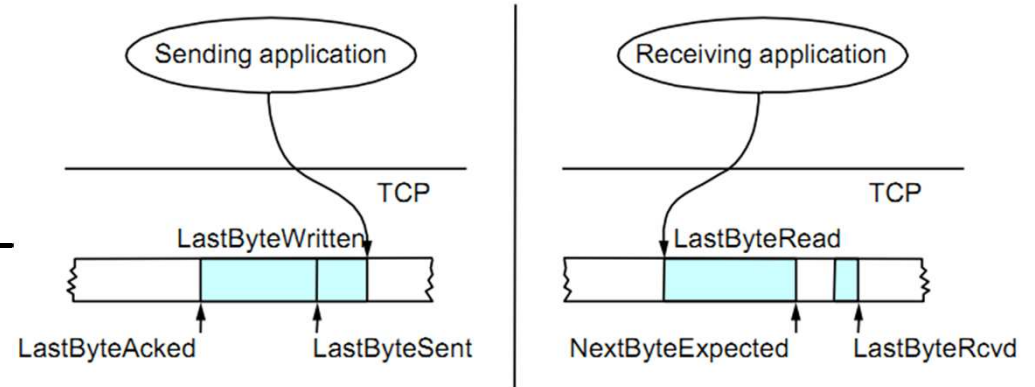 Sending application
TCP
LastByteWritten
LastByteAcked
LastByteSent
Receiving application
TCP
LastByteRead
NextByteExpected
LastByteRcvd